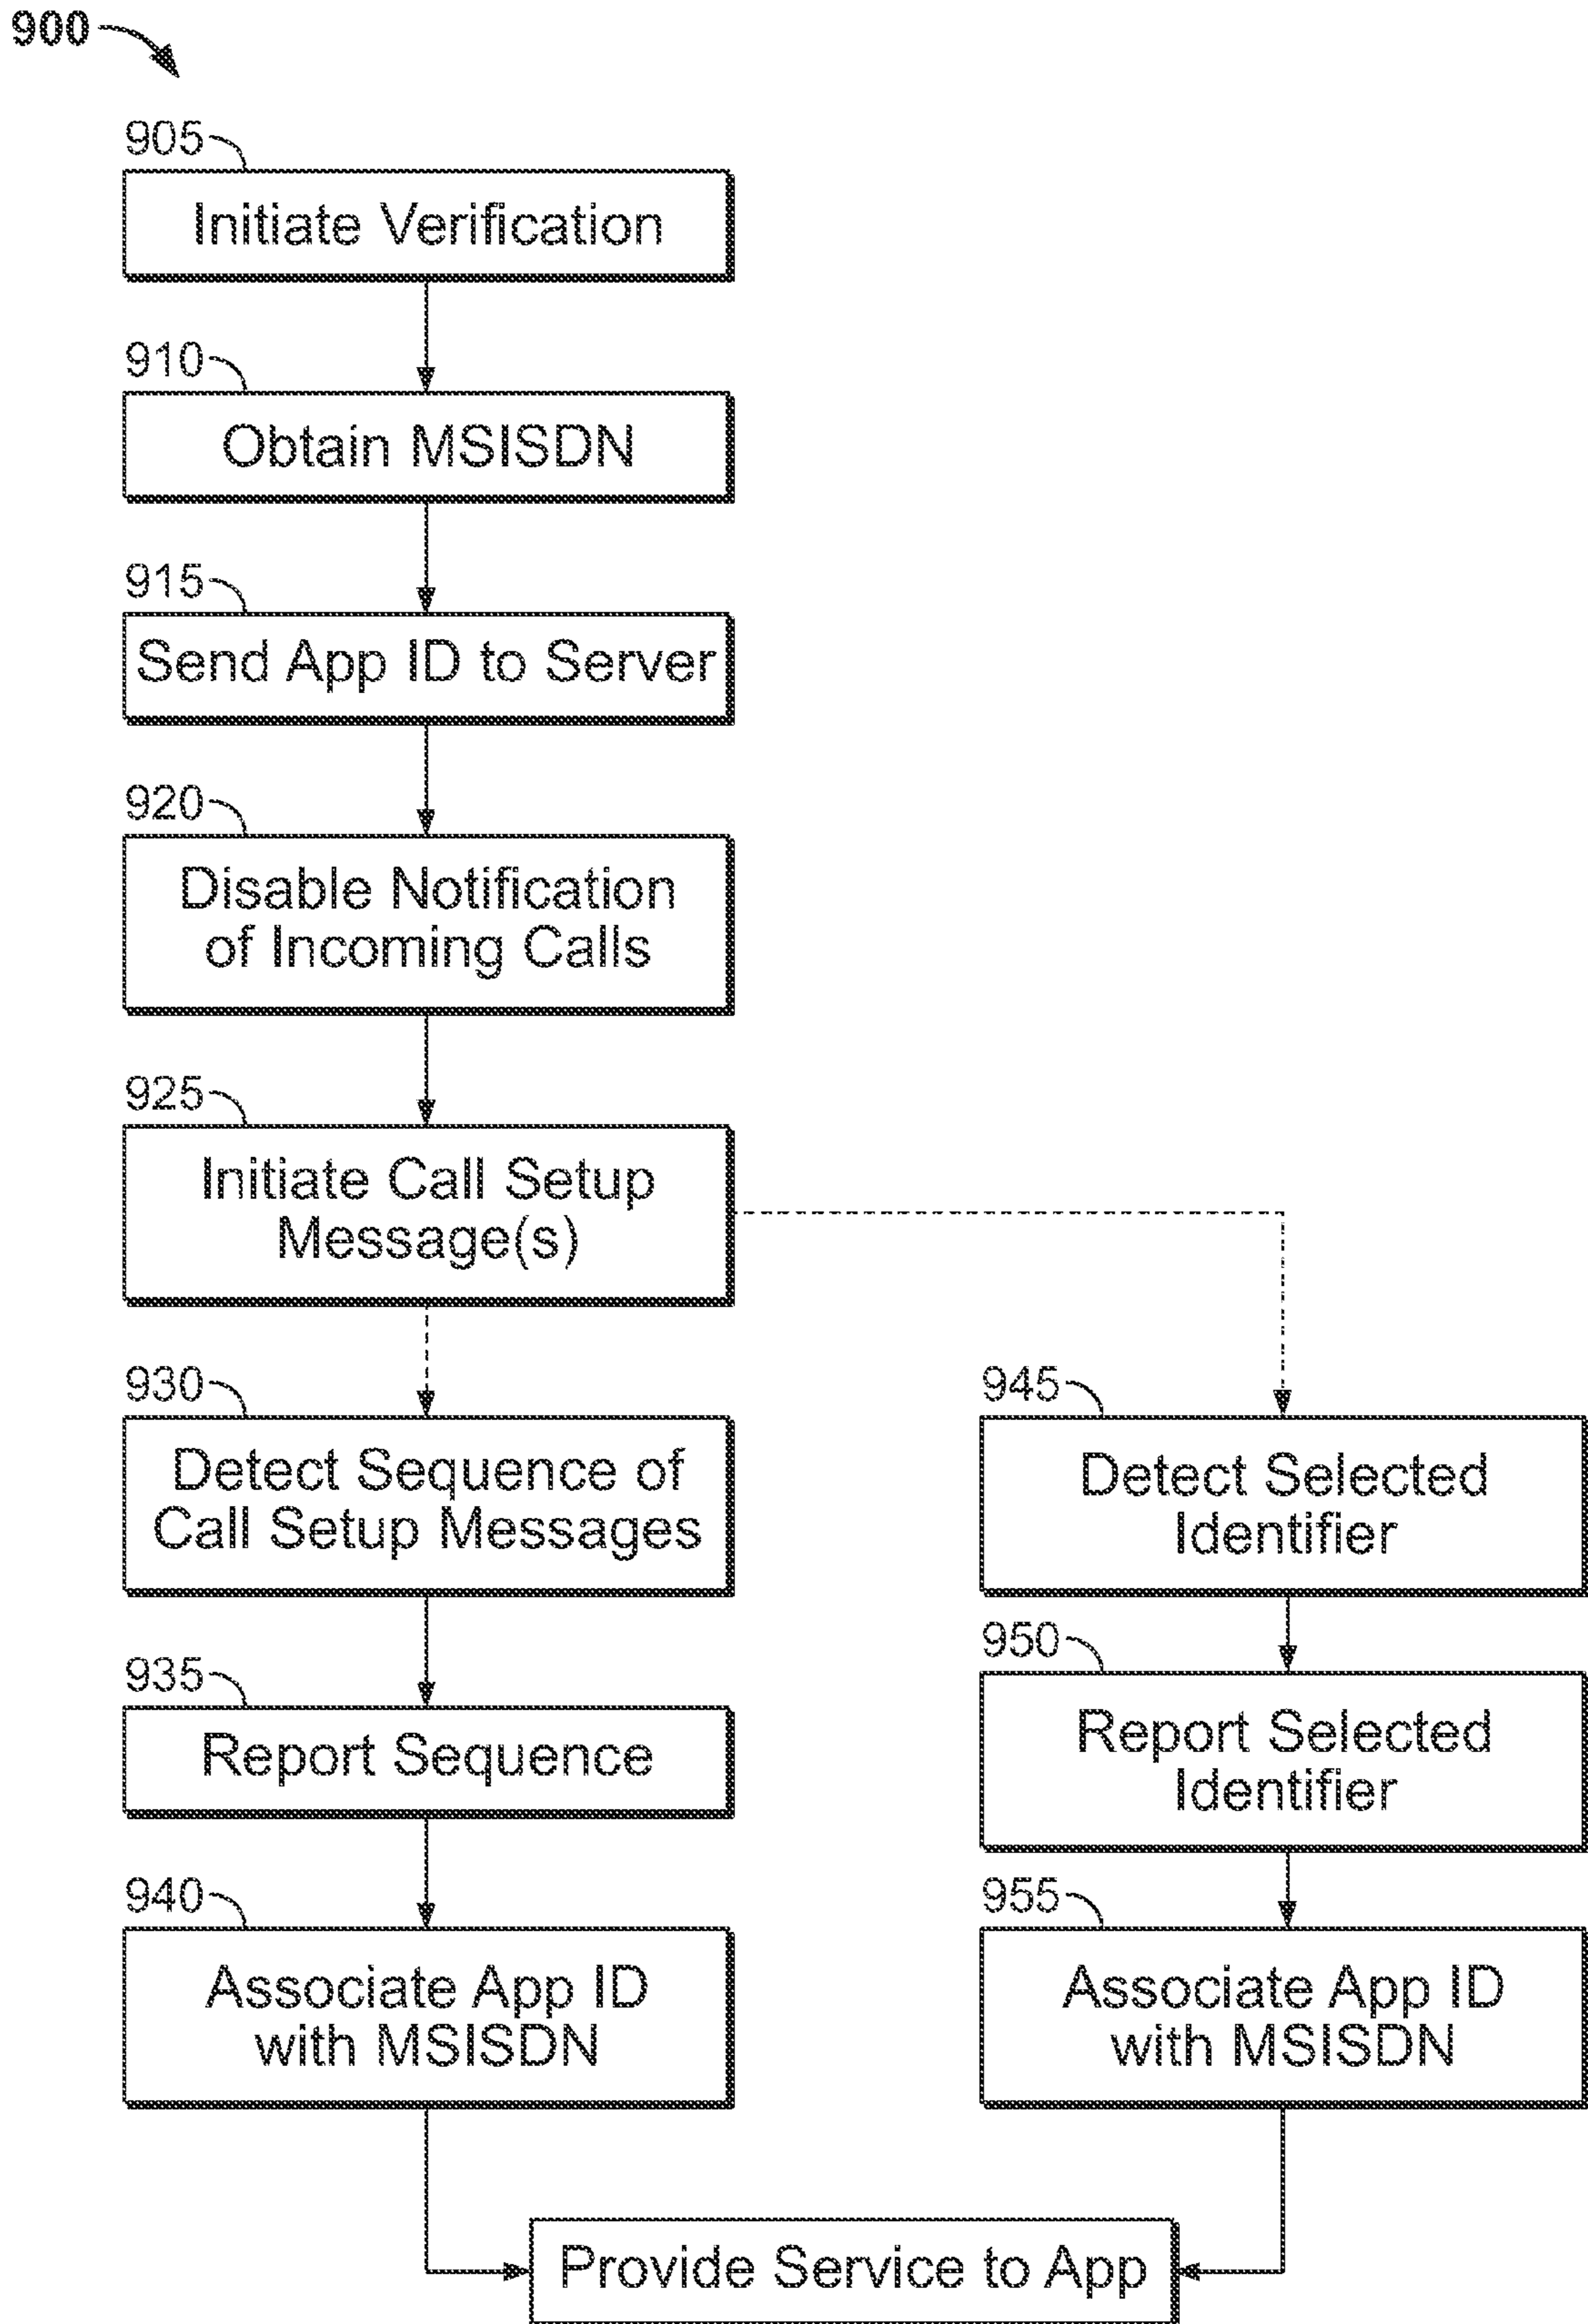 900
905
Initiate Verification
910
Obtain MSISDN
915
Send App ID to Server
920
Disable Notification
of Incoming Calls
925
Initiate Call Setup
Message(s)
930
Detect Sequence of
Call Setup Messages
935
Report Sequence
940
Associate App ID
with MSISDN
945
Detect Selected
Identifier
950
Report Selected
Identifier
955
Associate App ID
with MSISDN
Provide Service to App